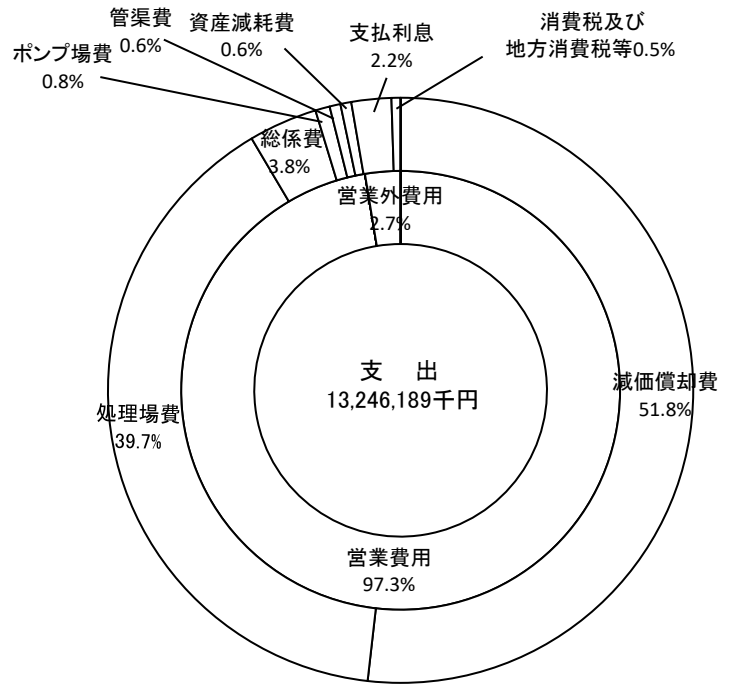 管渠費
0.6%
資産減耗費
0.6%
ポンプ場費
0.8%
支払利息
2.2%
消費税及び
地方消費税等0.5%
総係費
3.8%
営業外費用
2.7%
支 出
13,246,189千円
減価償却費
51.8%
処理場費
39.7%
営業費用
97.3%